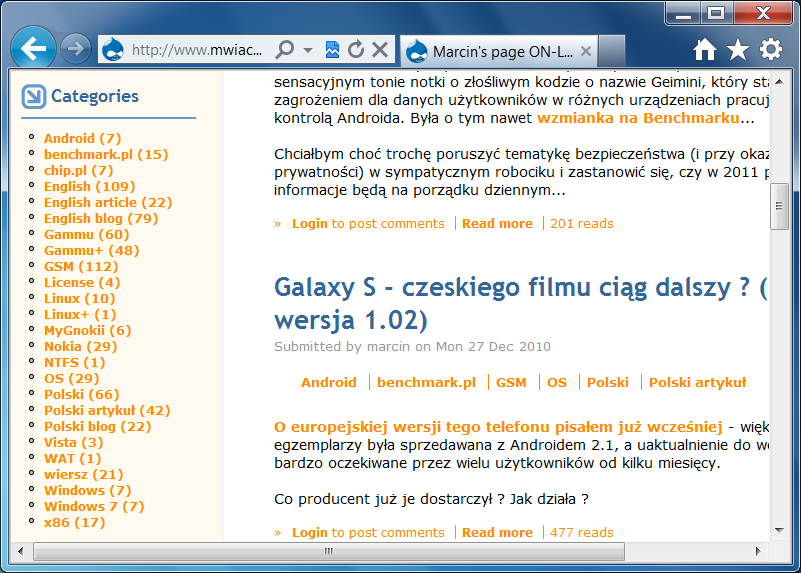 http://www.mwiac...
Marcin's page ON-L...
Categories
Android (7)
benchmark.pl (15)
chip.pl (7)
English (109)
English article (22)
English blog (79)
Gammu (60)
Gammu+ (48)
GSM (112)
License (4)
Linux (10)
Linux+ (1)
MyGnokii (6)
Nokia (29)
NTFS (1)
OS (29)
Polski (66)
Polski artykuł (42)
Polski blog (22)
Vista (3)
WAT (1)
wiersz (21)
Windows (7)
Windows 7 (7)
x86 (17)
sensacyjnym tonie notki o złośliwym kodzie o nazwie Geimini, który sta
zagrożeniem dla danych użytkowników w różnych urządzeniach pracuj
kontrolą Androida. Była o tym nawet wzmianka na Benchmarku...
Chciałbym choć trochę poruszyć tematykę bezpieczeństwa (i przy okaz
prywatności) w sympatycznym robociku i zastanowić się, czy w 2011 p
informacje będą na porządku dziennym...
» Login to post comments | Read more | 201 reads
Galaxy S - czeskiego filmu ciąg dalszy ? (
wersja 1.02)
Submitted by marcin on Mon 27 Dec 2010
Android | benchmark.pl | GSM | OS | Polski | Polski artykuł
O europejskiej wersji tego telefonu pisałem już wcześniej - więk
egzemplarzy była sprzedawana z Androidem 2.1, a uaktualnienie do we
bardzo oczekiwane przez wielu użytkowników od kilku miesięcy.
Co producent już je dostarczył ? Jak działa ?
» Login to post comments | Read more | 477 reads